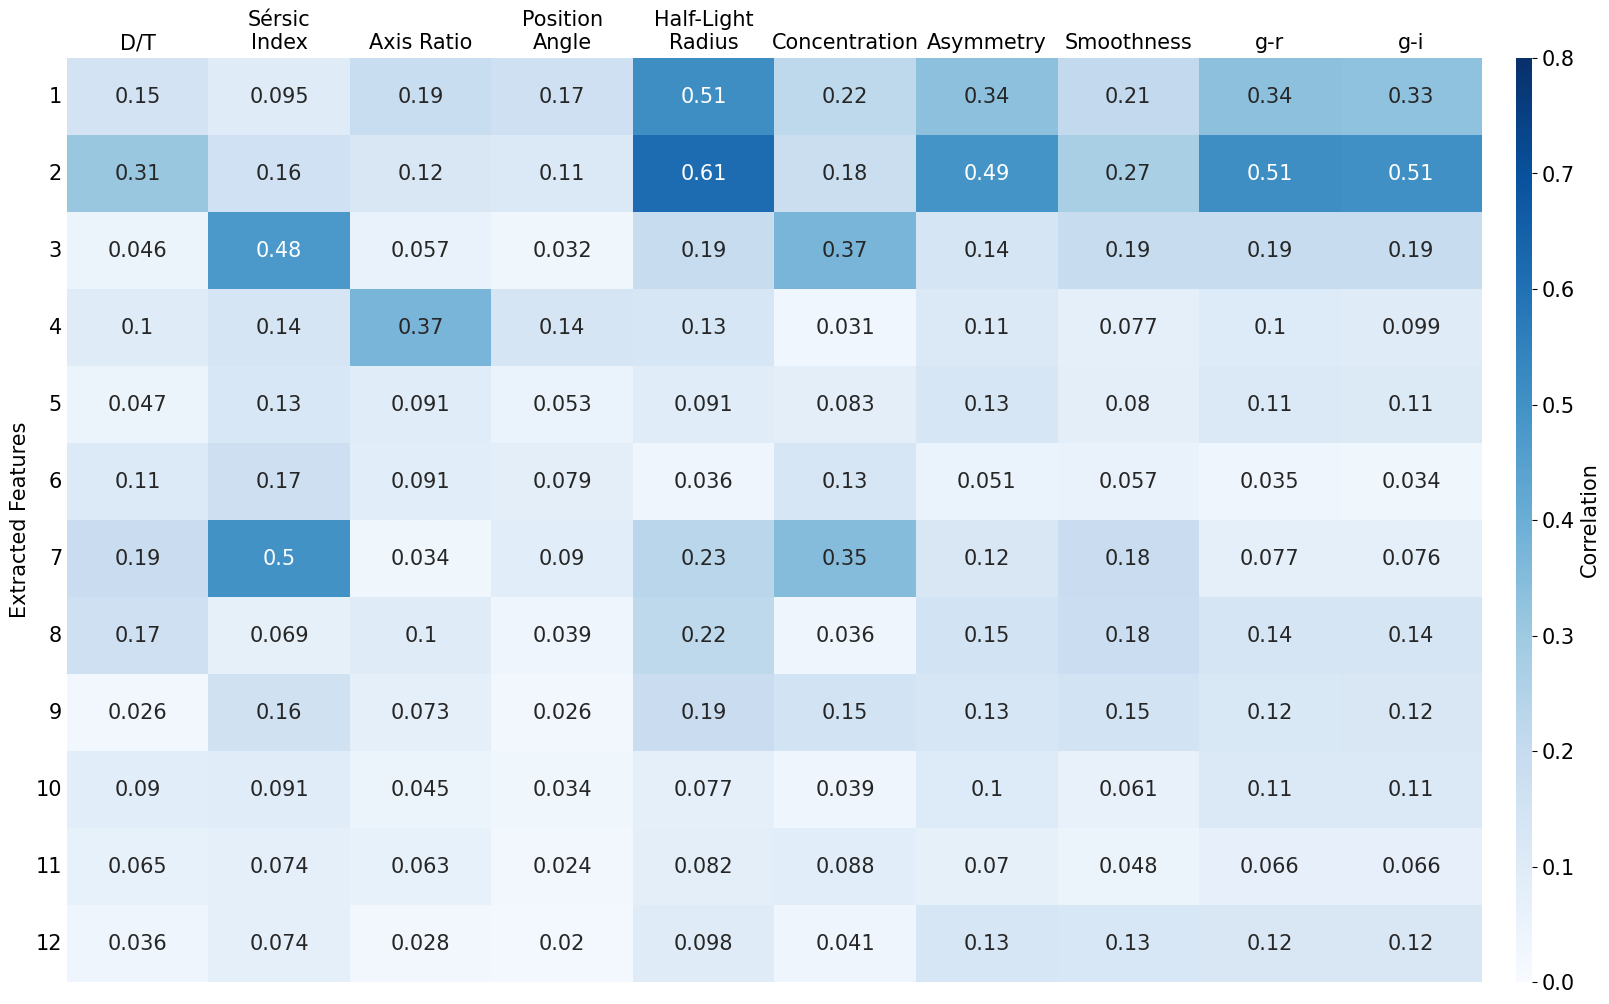 D/T Sérsic Index Axis Ratio Position Angle Half-Light Radius Concentration Asymmetry Smoothness g-r g-i
1 0.15 0.095 0.19 0.17 0.51 0.22 0.34 0.21 0.34 0.33
2 0.31 0.16 0.12 0.11 0.61 0.18 0.49 0.27 0.51 0.51
3 0.046 0.48 0.057 0.032 0.19 0.37 0.14 0.19 0.19 0.19
4 0.1 0.14 0.37 0.14 0.13 0.031 0.11 0.077 0.1 0.099
5 0.047 0.13 0.091 0.053 0.091 0.083 0.13 0.08 0.11 0.11
6 0.11 0.17 0.091 0.079 0.036 0.13 0.051 0.057 0.035 0.034
7 0.19 0.5 0.034 0.09 0.23 0.35 0.12 0.18 0.077 0.076
8 0.17 0.069 0.1 0.039 0.22 0.036 0.15 0.18 0.14 0.14
9 0.026 0.16 0.073 0.026 0.19 0.15 0.13 0.15 0.12 0.12
10 0.09 0.091 0.045 0.034 0.077 0.039 0.1 0.061 0.11 0.11
11 0.065 0.074 0.063 0.024 0.082 0.088 0.07 0.048 0.066 0.066
12 0.036 0.074 0.028 0.02 0.098 0.041 0.13 0.13 0.12 0.12
Extracted Features
0.8
0.7
0.6
0.5
0.4
0.3
0.2
0.1
0.0
Correlation